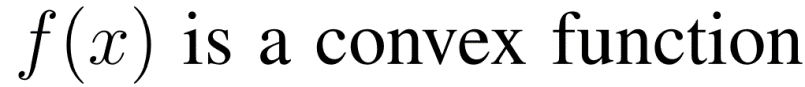 f(x) is a convex function